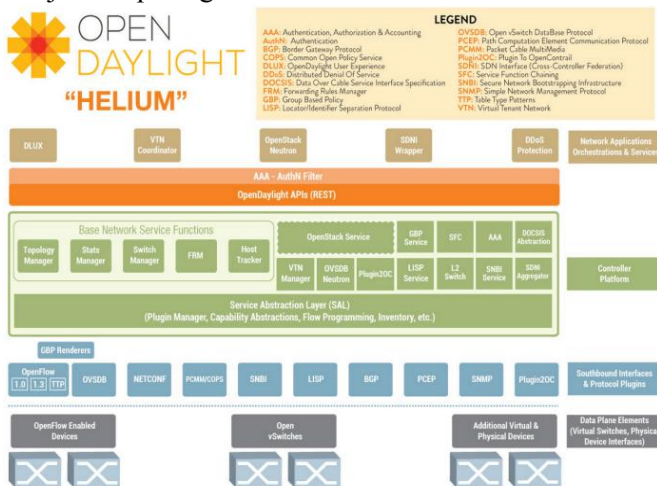 OPEN
DAYLIGHT
"HELIUM"
LEGEND
AAA: Authentication, Authorization & Accounting
AuthN: Authentication
BGP: Border Gateway Protocol
COPS: Common Open Policy Service
DLUX: OpenDaylight User Experience
DDoS: Distributed Denial Of Service
DOCSIS: Data Over Cable Service Interface Specification
FRM: Forwarding Rules Manager
GBP: Group Based Policy
LISP: Locator/Identifier Separation Protocol
OVSDB: Open vSwitch DataBase Protocol
PCEP: Path Computation Element Communication Protocol
PCMM: Packet Cable MultiMedia
Plugin2OC: Plugin To OpenContrail
SDNI: SDN Interface (Cross-Controller Federation)
SFC: Service Function Chaining
SNBI: Secure Network Bootstrapping Infrastructure
SNMP: Simple Network Management Protocol
TTP: Table Type Patterns
VTN: Virtual Tenant Network
DLUX
VTN
Coordinator
OpenStack
Neutron
SDNI
Wrapper
DDoS
Protection
Network Applications
Orchestrations & Services
AAA - AuthN Filter
OpenDaylight APIs (REST)
Base Network Service Functions
Topology
Manager
Stats
Manager
Switch
Manager
FRM
Host
Tracker
OpenStack Service
GBP
Service
SFC
AAA
DOCSIS
Abstraction
VTN
Manager
OVSDB
Neutron
Plugin2OC
LISP
Service
L2
Switch
SNBI
Service
SDNI
Aggregator
Controller
Platform
Service Abstraction Layer (SAL)
(Plugin Manager, Capability Abstractions, Flow Programming, Inventory, etc.)
GBP Renderers
OpenFlow
1.0 1.3 TTP
OVSDB
NETCONF
PCMM/COPS
SNBI
LISP
BGP
PCEP
SNMP
Plugin2OC
Southbound Interfaces
& Protocol Plugins
OpenFlow Enabled
Devices
Open
vSwitches
Additional Virtual &
Physical Devices
Data Plane Elements
(Virtual Switches, Physical
Device Interfaces)